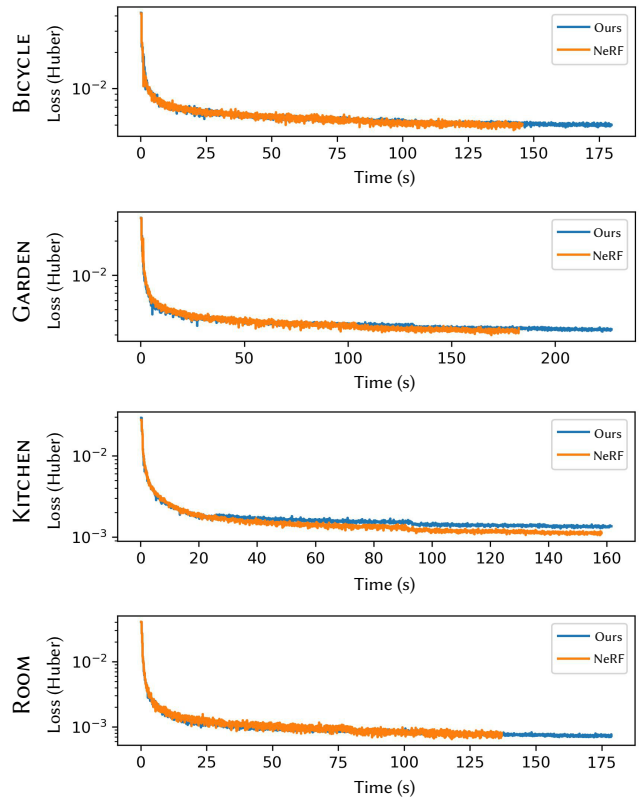 BICYCLE
Loss (Huber)
10⁻²
Ours
NeRF
0 25 50 75 100 125 150 175
Time (s)
GARDEN
Loss (Huber)
10⁻²
Ours
NeRF
0 50 100 150 200
Time (s)
KITCHEN
Loss (Huber)
10⁻²
10⁻³
Ours
NeRF
0 20 40 60 80 100 120 140 160
Time (s)
ROOM
Loss (Huber)
10⁻²
10⁻³
Ours
NeRF
0 25 50 75 100 125 150 175
Time (s)